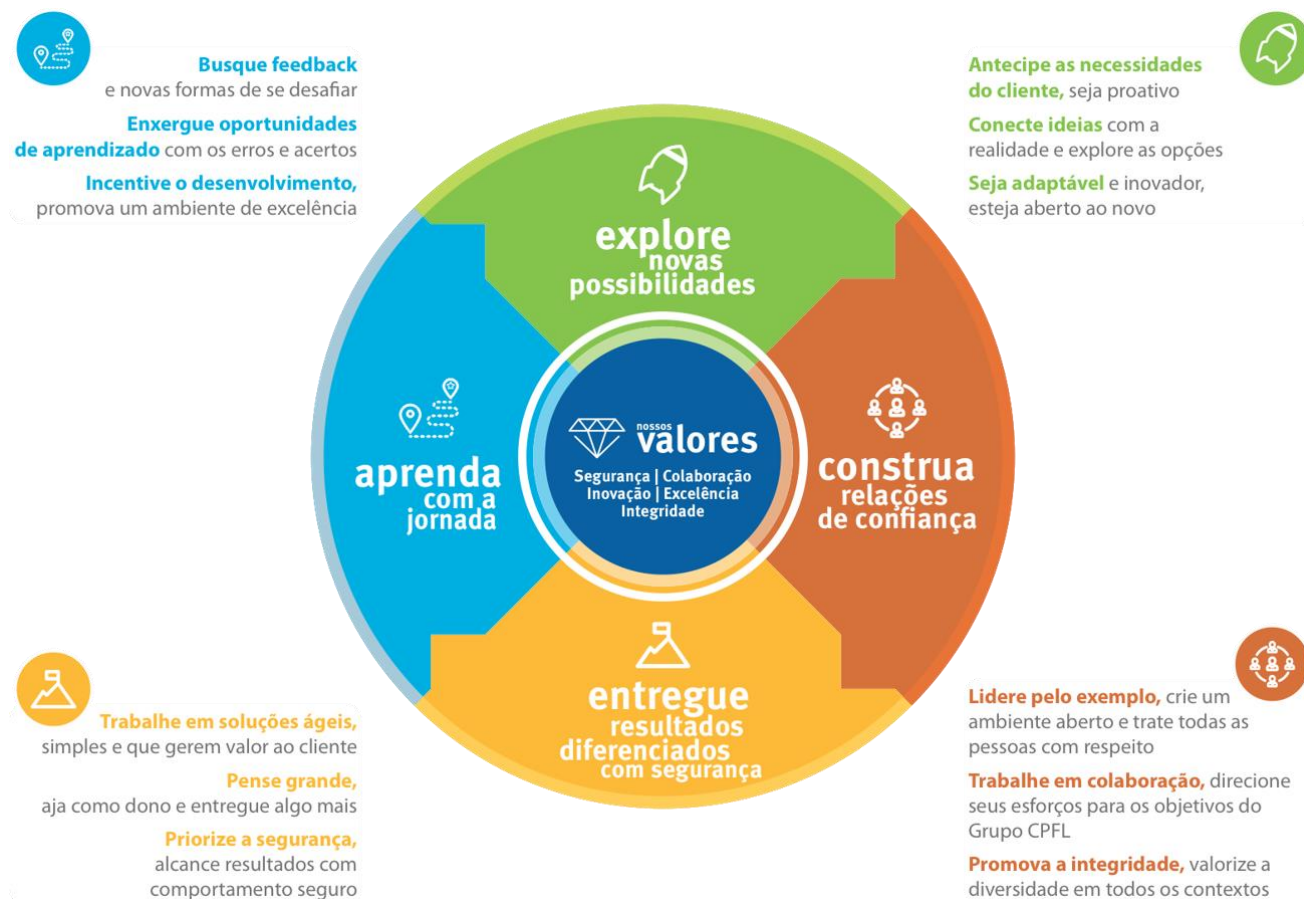 Busque feedback
e novas formas de se desafiar
Enxergue oportunidades
de aprendizado com os erros e acertos
Incentive o desenvolvimento,
promova um ambiente de excelência
Antecipe as necessidades
do cliente, seja proativo
Conecte ideias com a
realidade e explore as opções
Seja adaptável e inovador,
esteja aberto ao novo
explore
novas
possibilidades
aprenda
com a
jornada
nossos
valores
Segurança | Colaboração
Inovação | Excelência
Integridade
construa
relações
de confiança
entregue
resultados
diferenciados
com segurança
Trabalhe em soluções ágeis,
simples e que gerem valor ao cliente
Pense grande,
aja como dono e entregue algo mais
Priorize a segurança,
alcance resultados com
comportamento seguro
Lidere pelo exemplo, crie um
ambiente aberto e trate todas as
pessoas com respeito
Trabalhe em colaboração, direcione
seus esforços para os objetivos do
Grupo CPFL
Promova a integridade, valorize a
diversidade em todos os contextos